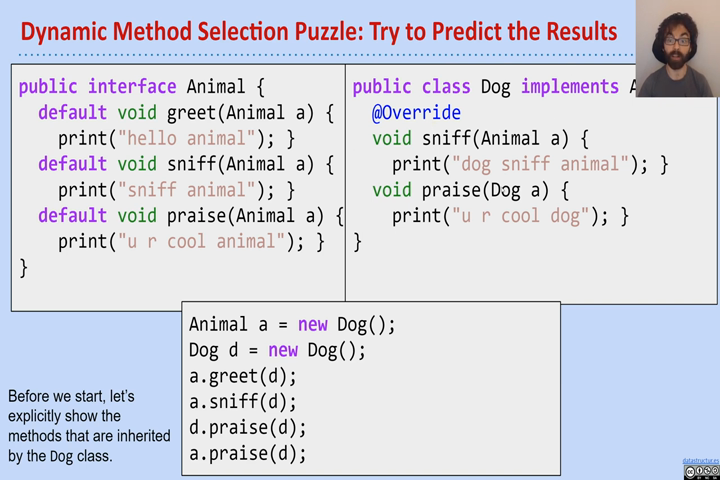 Dynamic Method Selection Puzzle: Try to Predict the Results
public interface Animal {
default void greet(Animal a) {
print("hello animal"); }
default void sniff(Animal a) {
print("sniff animal"); }
default void praise(Animal a) {
print("u r cool animal"); }
}
public class Dog implements A
@Override
void sniff(Animal a) {
print("dog sniff animal"); }
void praise(Dog a) {
print("u r cool dog"); }
}
Animal a = new Dog();
Dog d = new Dog();
a.greet(d);
a.sniff(d);
d.praise(d);
a.praise(d);
Before we start, let's
explicitly show the
methods that are inherited
by the Dog class.
datastructur.es